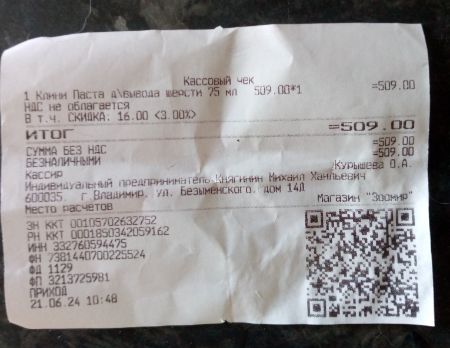 Кассовый чек
1 Клини Паста д\вывода шерсти 75 мл 509.00*1 =509.00
НДС не облагается
В т.ч. СКИДКА: 16.00 <3.00%>
ИТОГ =509.00
СУММА БЕЗ НДС =509.00
БЕЗНАЛИЧНЫМИ =509.00
Кассир Курышева О.А.
Индивидуальный предприниматель Княгинин Михаил Ханльевич
600035. г Владимир. ул. Безыменского. дом 14Д
Место расчетов Магазин "Зоомир"
ЗН ККТ 00105702632752
РН ККТ 0001850342059162
ИНН 332760594475
ФН 7381440700225524
ФД 1129
ФП 3213725981
ПРИХОД
21.06.24 10:48